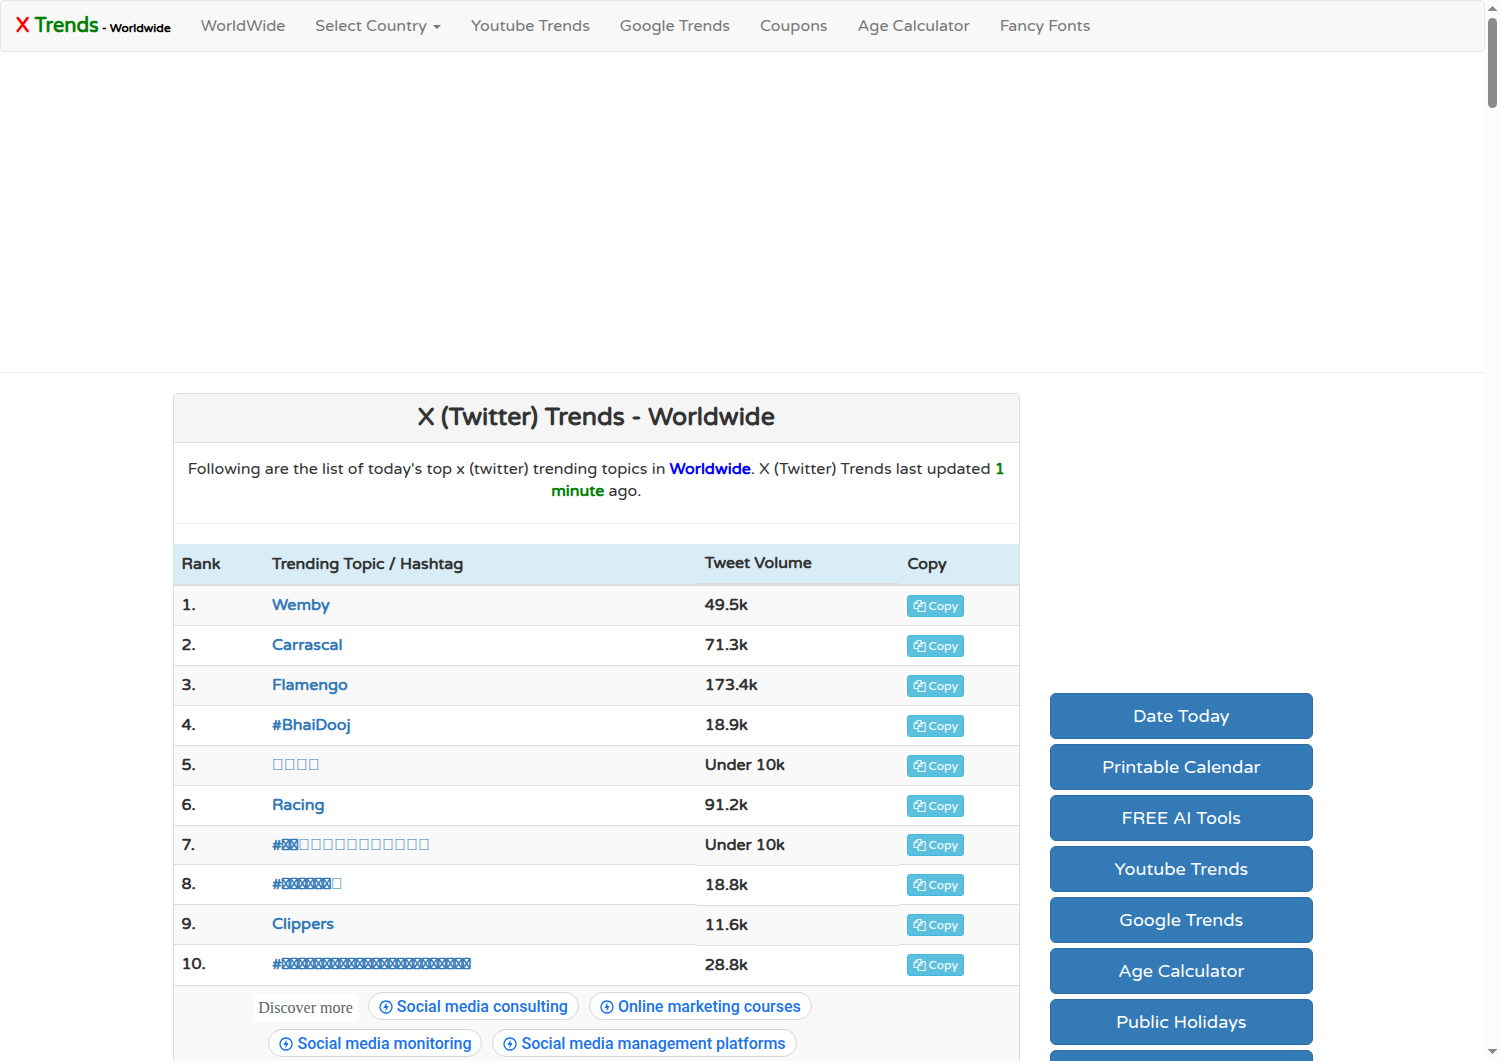 X Trends - Worldwide WorldWide Select Country Youtube Trends Google Trends Coupons Age Calculator Fancy Fonts
X (Twitter) Trends - Worldwide
Following are the list of today's top x (twitter) trending topics in Worldwide. X (Twitter) Trends last updated 1
minute ago.
Rank Trending Topic / Hashtag Tweet Volume Copy
1. Wemby 49.5k Copy
2. Carrascal 71.3k Copy
3. Flamengo 173.4k Copy
4. #BhaiDooj 18.9k Copy
5. Under 10k Copy
6. Racing 91.2k Copy
7. # Under 10k Copy
8. # 18.8k Copy
9. Clippers 11.6k Copy
10. # 28.8k Copy
Discover more Social media consulting Online marketing courses
Social media monitoring Social media management platforms
Date Today
Printable Calendar
FREE AI Tools
Youtube Trends
Google Trends
Age Calculator
Public Holidays